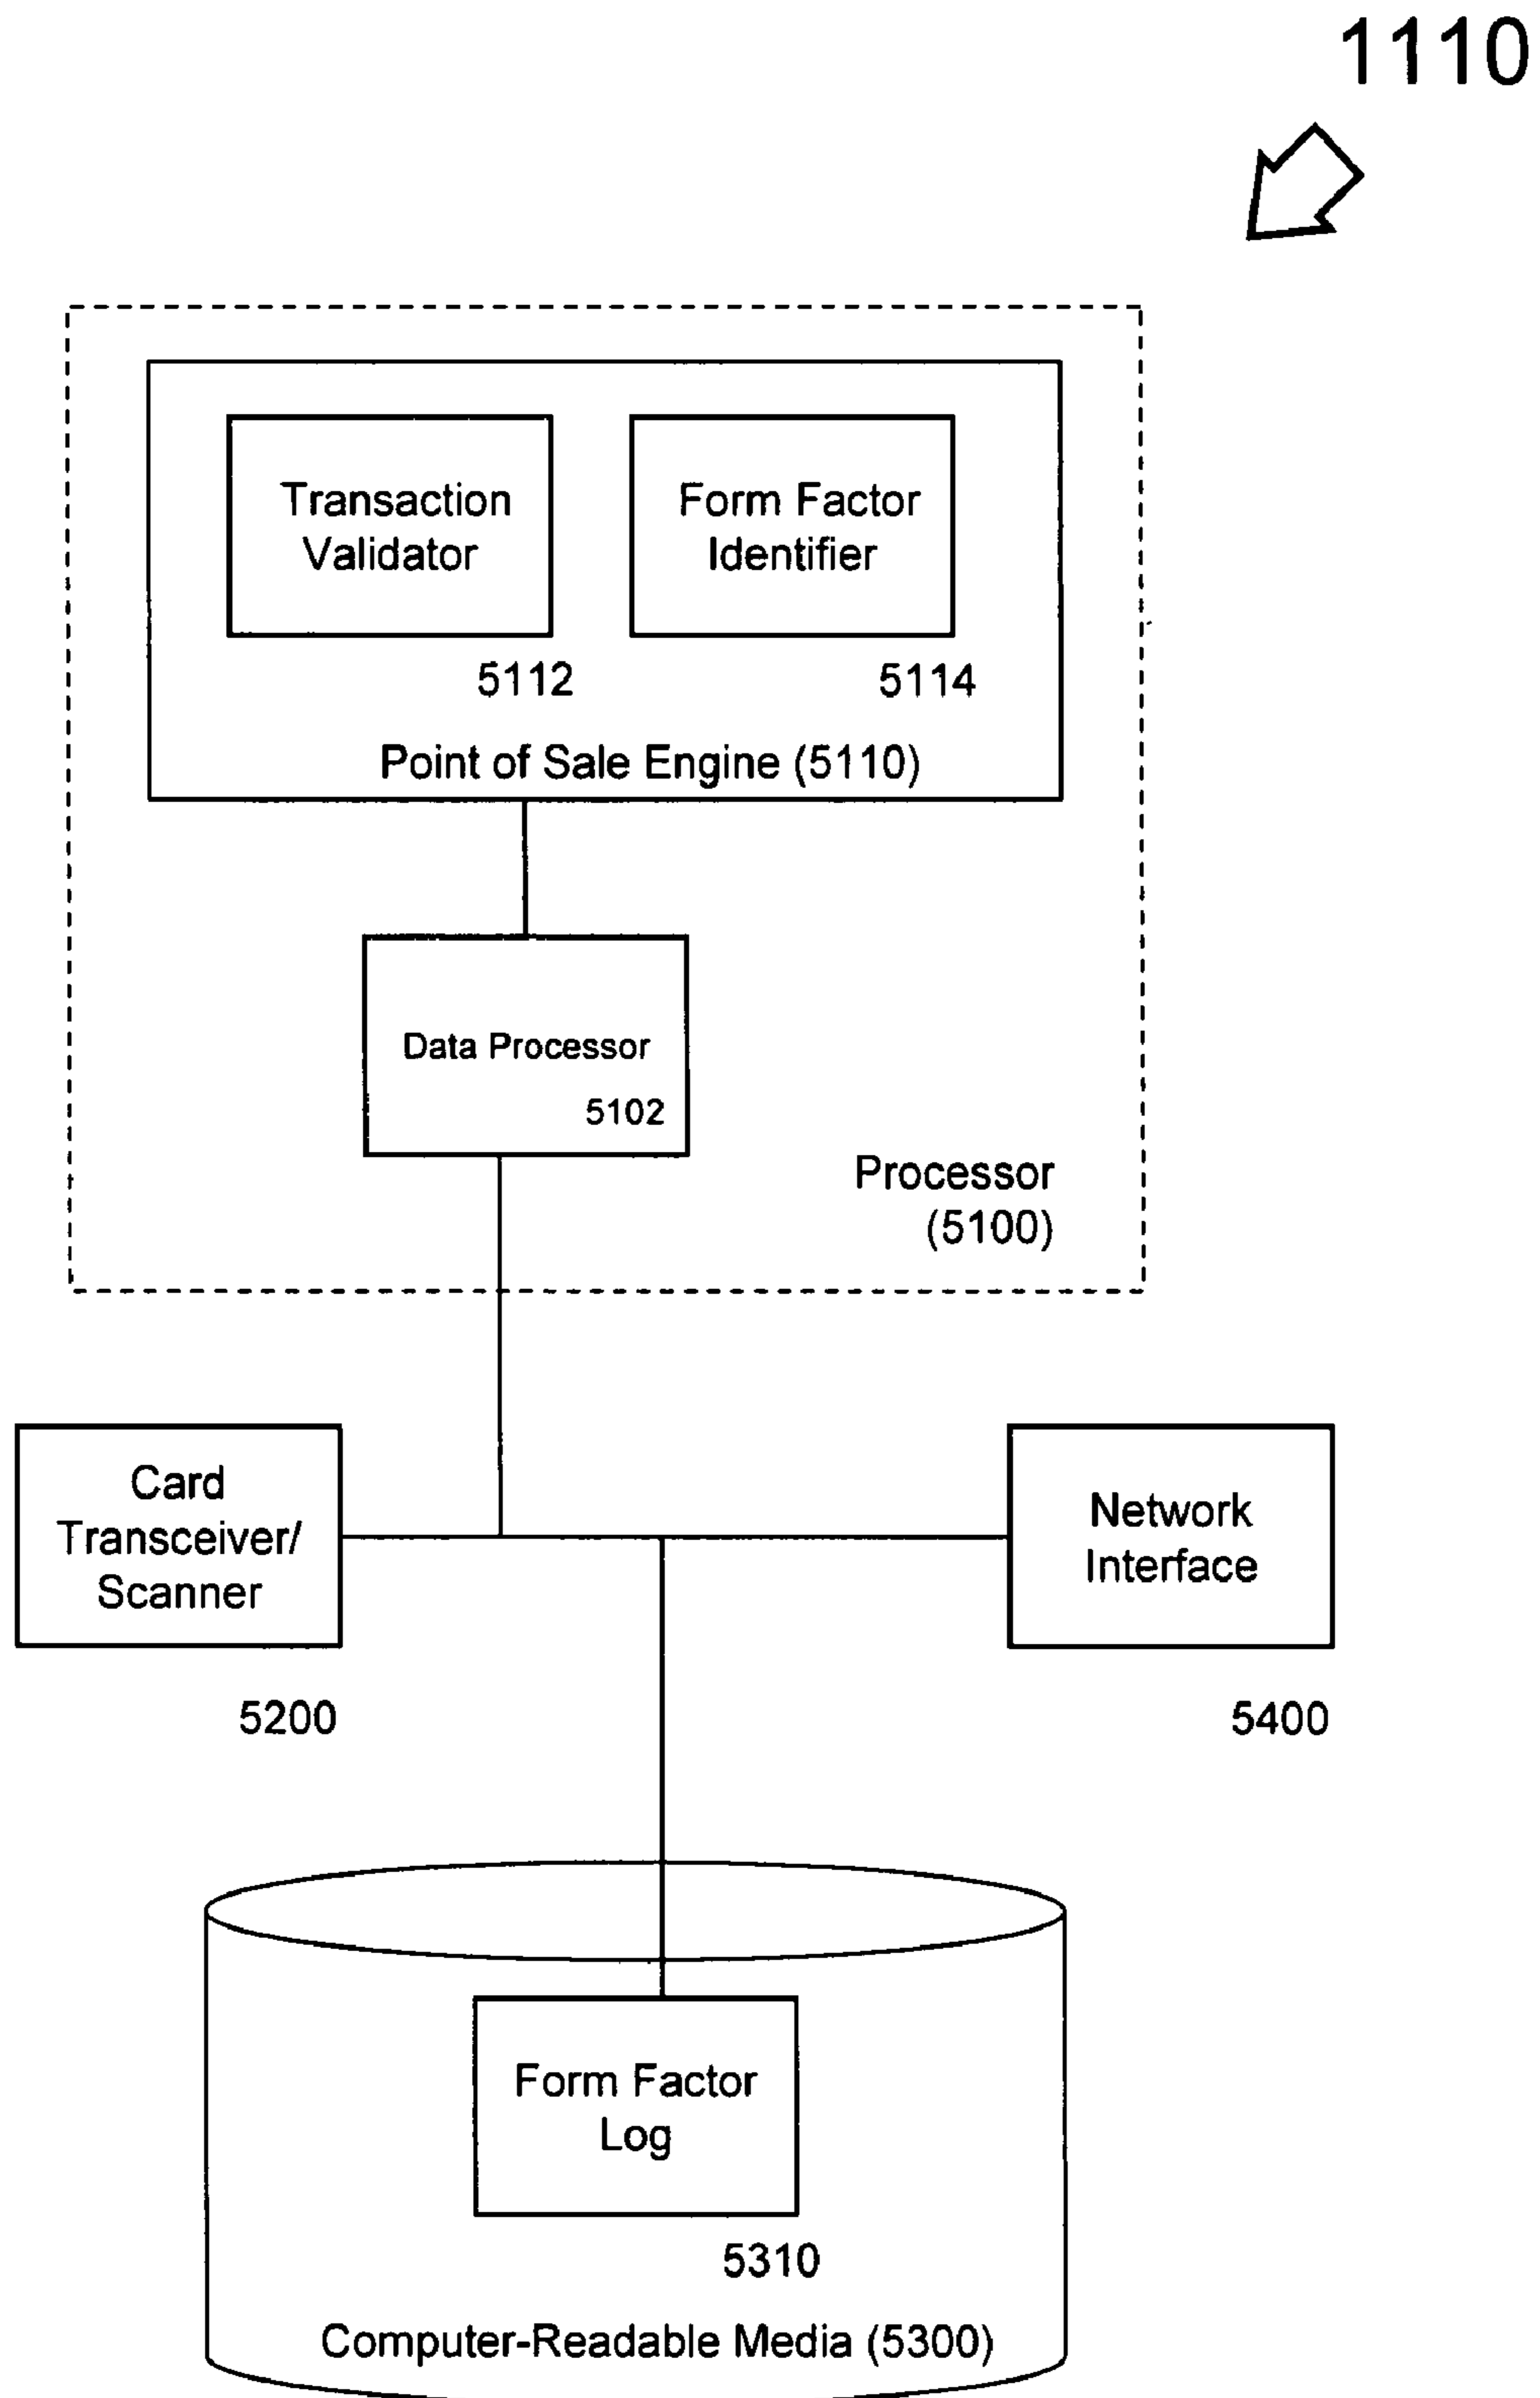 1110
Transaction
Validator
5112
Form Factor
Identifier
5114
Point of Sale Engine (5110)
Data Processor
5102
Processor
(5100)
Card
Transceiver/
Scanner
5200
Network
Interface
5400
Form Factor
Log
5310
Computer-Readable Media (5300)